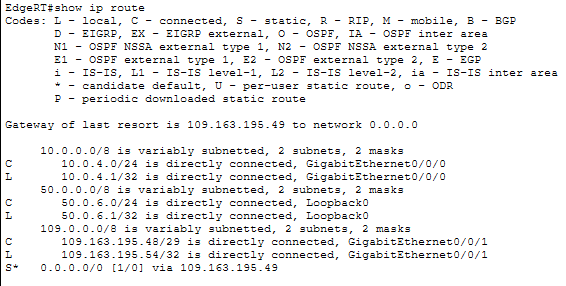 EdgeRT#show ip route
Codes: L - local, C - connected, S - static, R - RIP, M - mobile, B - BGP
D - EIGRP, EX - EIGRP external, O - OSPF, IA - OSPF inter area
N1 - OSPF NSSA external type 1, N2 - OSPF NSSA external type 2
E1 - OSPF external type 1, E2 - OSPF external type 2, E - EGP
i - IS-IS, L1 - IS-IS level-1, L2 - IS-IS level-2, ia - IS-IS inter area
* - candidate default, U - per-user static route, o - ODR
P - periodic downloaded static route
Gateway of last resort is 109.163.195.49 to network 0.0.0.0
10.0.0.0/8 is variably subnetted, 2 subnets, 2 masks
C 10.0.4.0/24 is directly connected, GigabitEthernet0/0/0
L 10.0.4.1/32 is directly connected, GigabitEthernet0/0/0
50.0.0.0/8 is variably subnetted, 2 subnets, 2 masks
C 50.0.6.0/24 is directly connected, Loopback0
L 50.0.6.1/32 is directly connected, Loopback0
109.0.0.0/8 is variably subnetted, 2 subnets, 2 masks
C 109.163.195.48/29 is directly connected, GigabitEthernet0/0/1
L 109.163.195.54/32 is directly connected, GigabitEthernet0/0/1
S* 0.0.0.0/0 [1/0] via 109.163.195.49